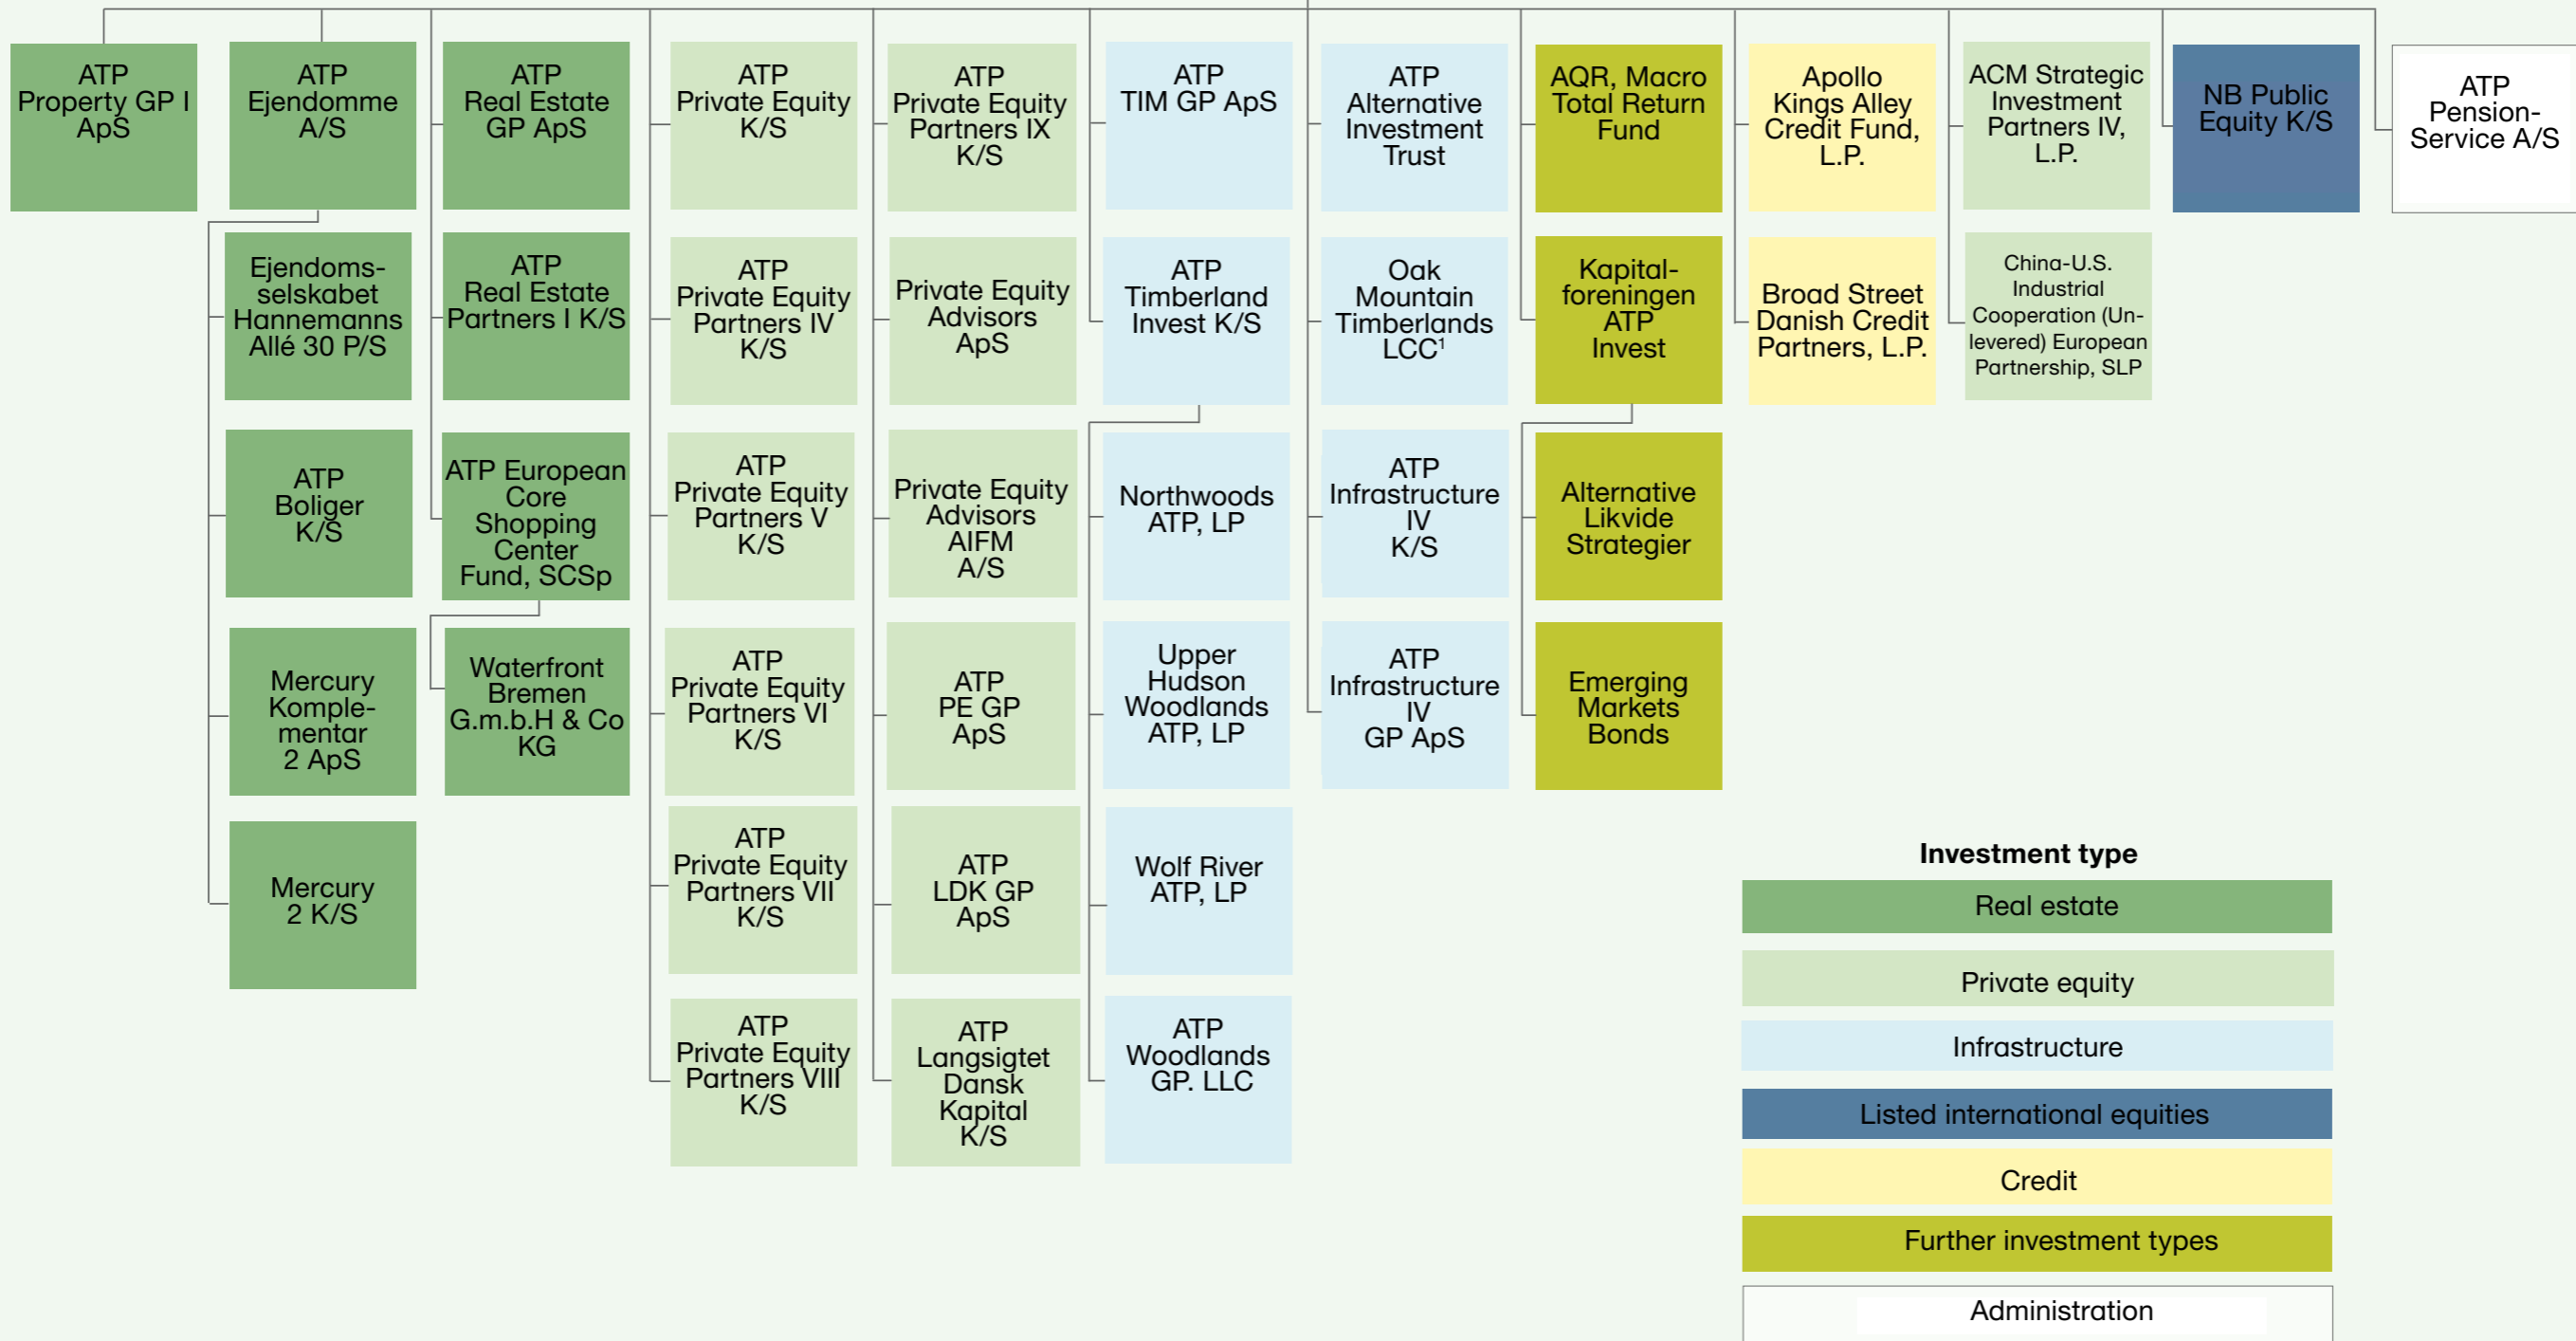 ATP
Property GP I
ApS
ATP
Ejendomme
A/S
ATP
Real Estate
GP ApS
ATP
Private Equity
K/S
ATP
Private Equity
Partners IX
K/S
ATP
TIM GP ApS
ATP
Alternative
Investment
Trust
AQR, Macro
Total Return
Fund
Apollo
Kings Alley
Credit Fund,
L.P.
ACM Strategic
Investment
Partners IV,
L.P.
NB Public
Equity K/S
ATP
Pension-
Service A/S
Ejendoms-
selskabet
Hannemanns
Allé 30 P/S
ATP
Real Estate
Partners I K/S
ATP
Private Equity
Partners IV
K/S
Private Equity
Advisors
ApS
ATP
Timberland
Invest K/S
Oak
Mountain
Timberlands
LCC¹
Kapital-
foreningen
ATP
Invest
Broad Street
Danish Credit
Partners, L.P.
China-U.S.
Industrial
Cooperation (Un-
levered) European
Partnership, SLP
ATP
Boliger
K/S
ATP European
Core
Shopping
Center
Fund, SCSp
ATP
Private Equity
Partners V
K/S
Private Equity
Advisors
AIFM
A/S
Northwoods
ATP, LP
ATP
Infrastructure
IV
K/S
Alternative
Likvide
Strategier
Mercury
Komple-
mentar
2 ApS
Waterfront
Bremen
G.m.b.H & Co
KG
ATP
Private Equity
Partners VI
K/S
ATP
PE GP
ApS
Upper
Hudson
Woodlands
ATP, LP
ATP
Infrastructure
IV
GP ApS
Emerging
Markets
Bonds
Mercury
2 K/S
ATP
Private Equity
Partners VII
K/S
ATP
LDK GP
ApS
Wolf River
ATP, LP
ATP
Private Equity
Partners VIII
K/S
ATP
Langsigtet
Dansk
Kapital
K/S
ATP
Woodlands
GP. LLC
Investment type
Real estate
Private equity
Infrastructure
Listed international equities
Credit
Further investment types
Administration